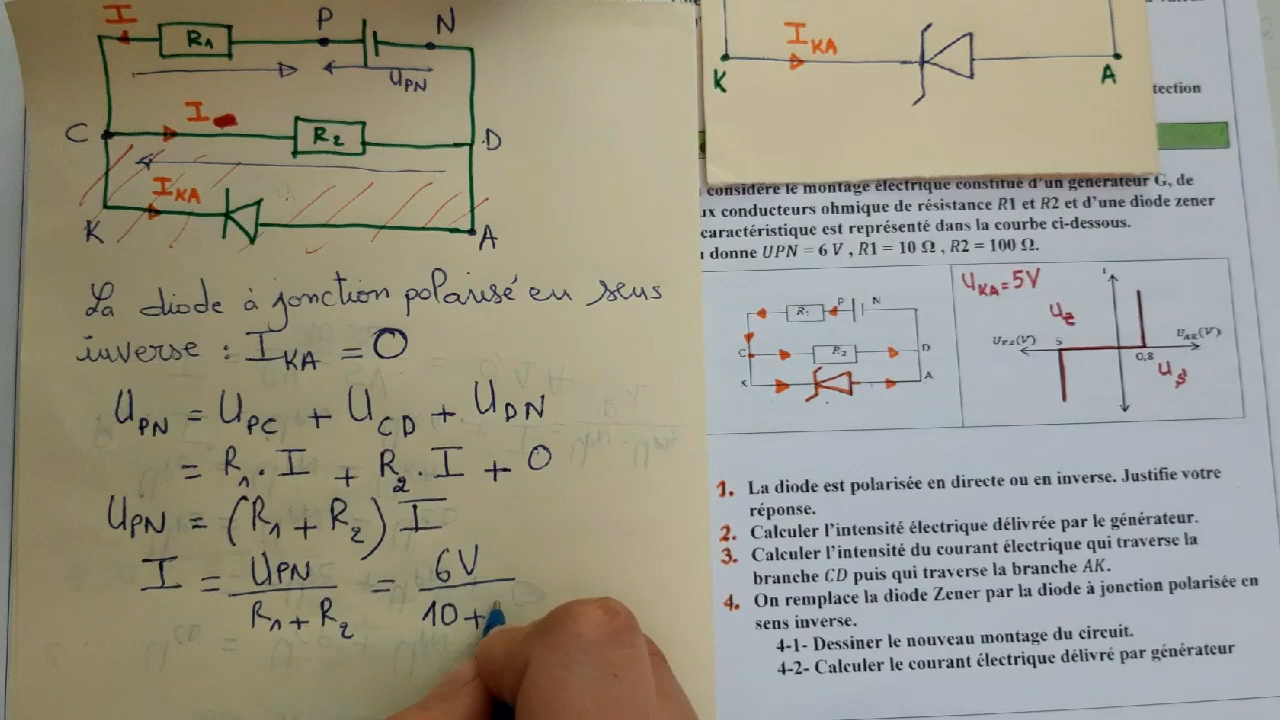 I
R1
P
N
UPN
C
I
R2
D
IKA
K
A
La diode à jonction polarisé en sens
inverse : IKA = 0
UPN = UPC + UCD + UDN
= R1 . I + R2 . I + 0
UPN = (R1 + R2) I
I = UPN / R1 + R2 = 6V / 10 +
IKA
K
A
tection
considère le montage électrique constitué d'un générateur G, de
ux conducteurs ohmique de résistance R1 et R2 et d'une diode zener
caractéristique est représenté dans la courbe ci-dessous.
donne UPN = 6 V , R1 = 10 Ω , R2 = 100 Ω.
R1
P
N
C
R2
D
K
A
UKA = 5V
Uz
5
0,8
UAK(V)
1. La diode est polarisée en directe ou en inverse. Justifie votre
réponse.
2. Calculer l'intensité électrique délivrée par le générateur.
3. Calculer l'intensité du courant électrique qui traverse la
branche CD puis qui traverse la branche AK.
4. On remplace la diode Zener par la diode à jonction polarisée en
sens inverse.
4-1- Dessiner le nouveau montage du circuit.
4-2- Calculer le courant électrique délivré par générateur